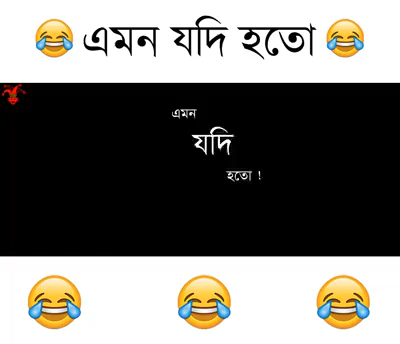 😂 এমন যদি হতো 😂
এমন
যদি
হতো !